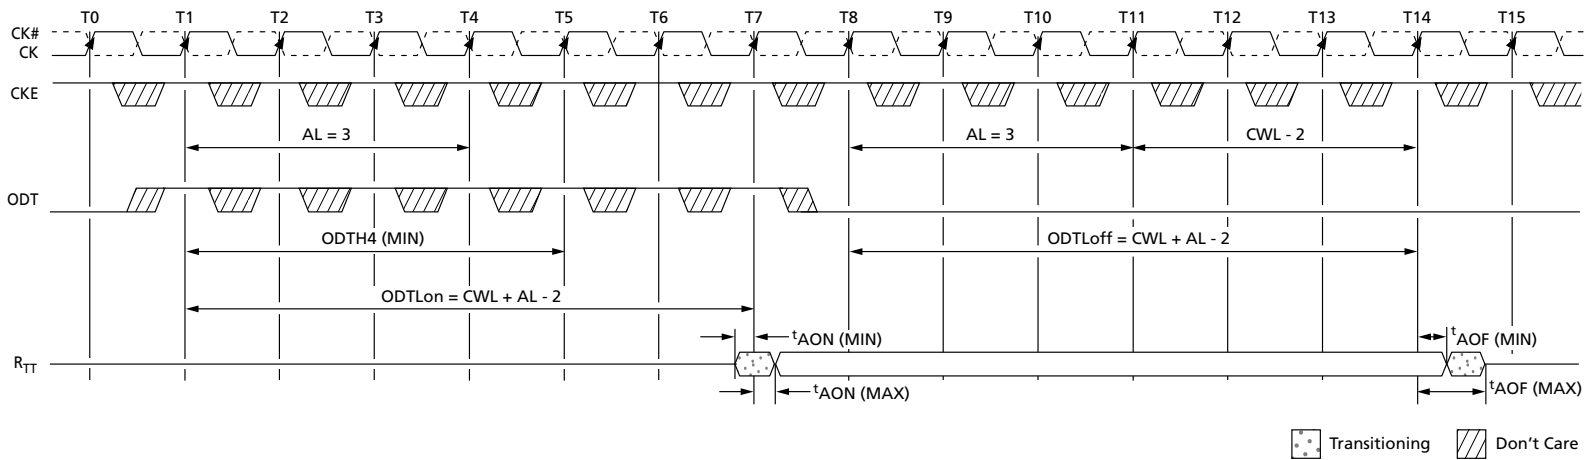 T0 T1 T2 T3 T4 T5 T6 T7 T8 T9 T10 T11 T12 T13 T14 T15
CK#
CK
CKE
AL = 3 AL = 3 CWL - 2
ODT
ODTH4 (MIN) ODTLoff = CWL + AL - 2
ODTLon = CWL + AL - 2
tAON (MIN) tAOF (MIN)
RTT
tAON (MAX) tAOF (MAX)
Transitioning Don't Care